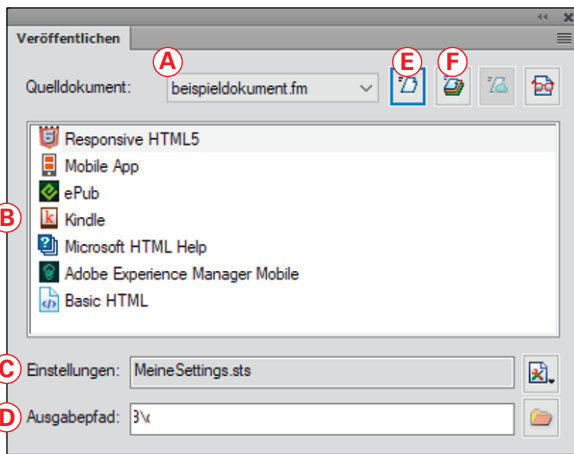 Veröffentlichen
A
E
F
Quelldokument: beispieldokument.fm
Responsive HTML5
Mobile App
ePub
B
Kindle
Microsoft HTML Help
Adobe Experience Manager Mobile
Basic HTML
C Einstellungen: MeineSettings.sts
D Ausgabepfad: